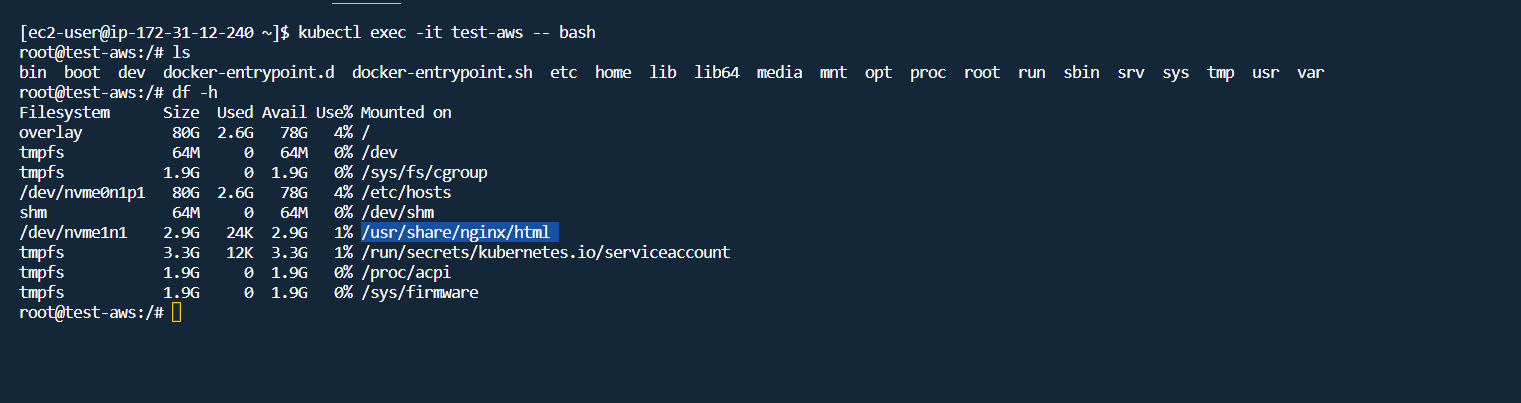 [ec2-user@ip-172-31-12-240 ~]$ kubectl exec -it test-aws -- bash
root@test-aws:/# ls
bin  boot  dev  docker-entrypoint.d  docker-entrypoint.sh  etc  home  lib  lib64  media  mnt  opt  proc  root  run  sbin  srv  sys  tmp  usr  var
root@test-aws:/# df -h
Filesystem      Size  Used Avail Use% Mounted on
overlay          80G  2.6G   78G   4% /
tmpfs            64M     0   64M   0% /dev
tmpfs           1.9G     0  1.9G   0% /sys/fs/cgroup
/dev/nvme0n1p1   80G  2.6G   78G   4% /etc/hosts
shm              64M     0   64M   0% /dev/shm
/dev/nvme1n1    2.9G   24K  2.9G   1% /usr/share/nginx/html
tmpfs           3.3G   12K  3.3G   1% /run/secrets/kubernetes.io/serviceaccount
tmpfs           1.9G     0  1.9G   0% /proc/acpi
tmpfs           1.9G     0  1.9G   0% /sys/firmware
root@test-aws:/#